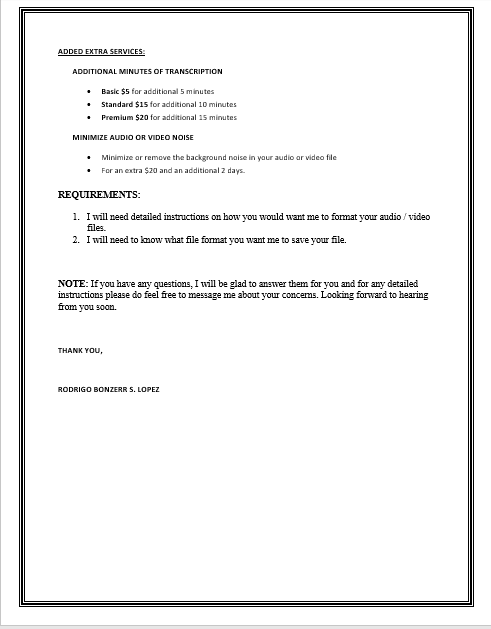 ADDED EXTRA SERVICES:
ADDITIONAL MINUTES OF TRANSCRIPTION
• Basic $5 for additional 5 minutes
• Standard $15 for additional 10 minutes
• Premium $20 for additional 15 minutes
MINIMIZE AUDIO OR VIDEO NOISE
• Minimize or remove the background noise in your audio or video file
• For an extra $20 and an additional 2 days.
REQUIREMENTS:
1. I will need detailed instructions on how you would want me to format your audio / video
files.
2. I will need to know what file format you want me to save your file.
NOTE: If you have any questions, I will be glad to answer them for you and for any detailed
instructions please do feel free to message me about your concerns. Looking forward to hearing
from you soon.
THANK YOU,
RODRIGO BONZERR S. LOPEZ